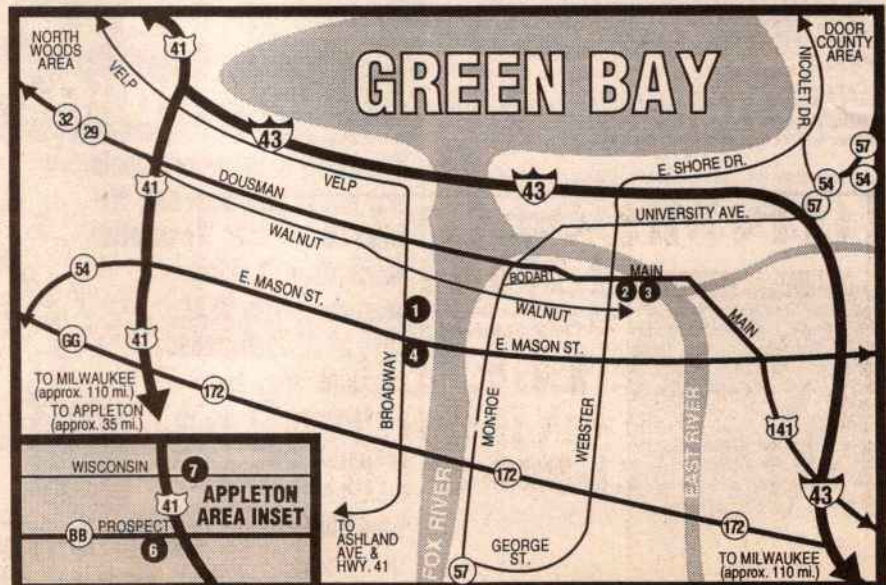 NORTH
WOODS
AREA
VELP
41
GREEN BAY
DOOR
COUNTY
AREA
NICOLET DR.
32
29
43
57
E. SHORE DR.
54
54
57
41
DOUSMAN
VELP
43
UNIVERSITY AVE.
WALNUT
BODART
MAIN
2 3
54
E. MASON ST.
1
WALNUT
MAIN
GG
41
4
E. MASON ST.
TO MILWAUKEE
(approx. 110 mi.)
TO APPLETON
(approx. 35 mi.)
172
BROADWAY
MONROE
WEBSTER
EAST RIVER
141
FOX RIVER
172
43
WISCONSIN
7
41
APPLETON
AREA INSET
BB
PROSPECT
6
TO
ASHLAND
AVE. &
HWY. 41
57
GEORGE
ST.
172
TO MILWAUKEE
(approx. 110 mi.)